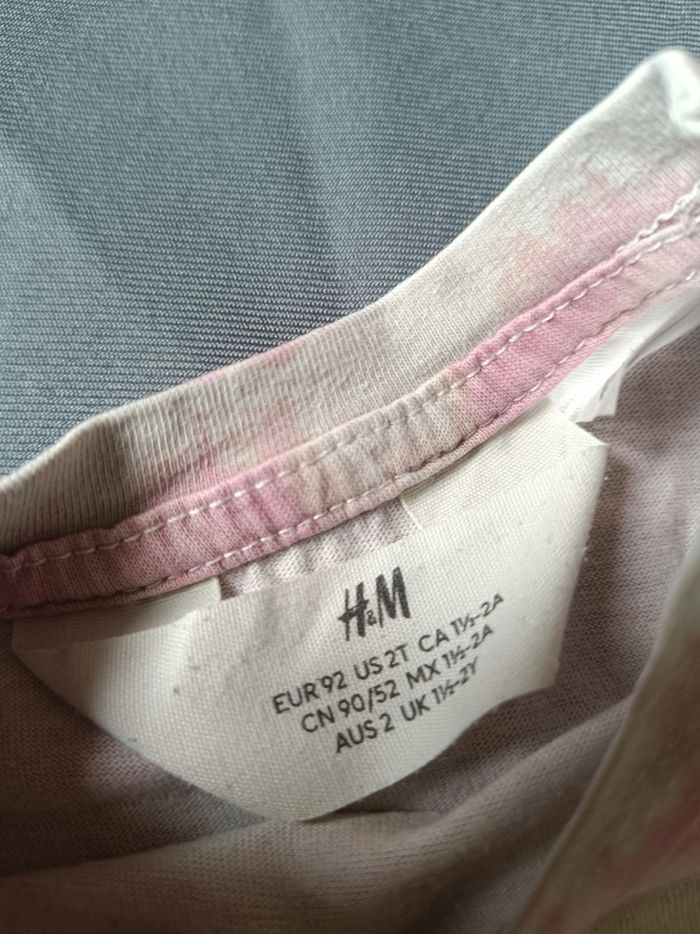 H&M
EUR 92 US 2T CA 1½-2A
CN 90/52 MX 1½-2A
AUS 2 UK 1½-2Y